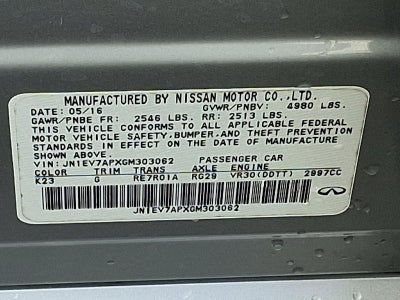 MANUFACTURED BY NISSAN MOTOR CO.,LTD.
DATE: 05/16 GVWR/PNBV: 4980 LBS.
GAWR/PNBE FR: 2546 LBS. RR: 2513 LBS.
THIS VEHICLE CONFORMS TO ALL APPLICABLE FEDERAL
MOTOR VEHICLE SAFETY,BUMPER,AND THEFT PREVENTION
STANDARDS IN EFFECT ON THE DATE OF MANUFACTURE
SHOWN ABOVE.
VIN:JN1EV7APXGM303062 PASSENGER CAR
COLOR TRIM TRANS AXLE ENGINE
K23 G RE7R01A RG29 VR30(DDTT) 2997CC
JN1EV7APXGM303062